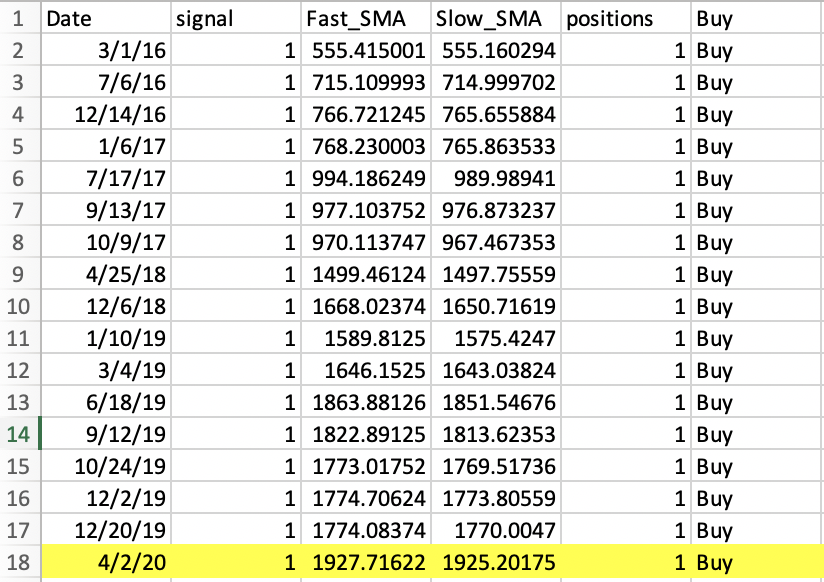 1 Date signal Fast_SMA Slow_SMA positions Buy
2 3/1/16 1 555.415001 555.160294 1 Buy
3 7/6/16 1 715.109993 714.999702 1 Buy
4 12/14/16 1 766.721245 765.655884 1 Buy
5 1/6/17 1 768.230003 765.863533 1 Buy
6 7/17/17 1 994.186249 989.98941 1 Buy
7 9/13/17 1 977.103752 976.873237 1 Buy
8 10/9/17 1 970.113747 967.467353 1 Buy
9 4/25/18 1 1499.46124 1497.75559 1 Buy
10 12/6/18 1 1668.02374 1650.71619 1 Buy
11 1/10/19 1 1589.8125 1575.4247 1 Buy
12 3/4/19 1 1646.1525 1643.03824 1 Buy
13 6/18/19 1 1863.88126 1851.54676 1 Buy
14 9/12/19 1 1822.89125 1813.62353 1 Buy
15 10/24/19 1 1773.01752 1769.51736 1 Buy
16 12/2/19 1 1774.70624 1773.80559 1 Buy
17 12/20/19 1 1774.08374 1770.0047 1 Buy
18 4/2/20 1 1927.71622 1925.20175 1 Buy